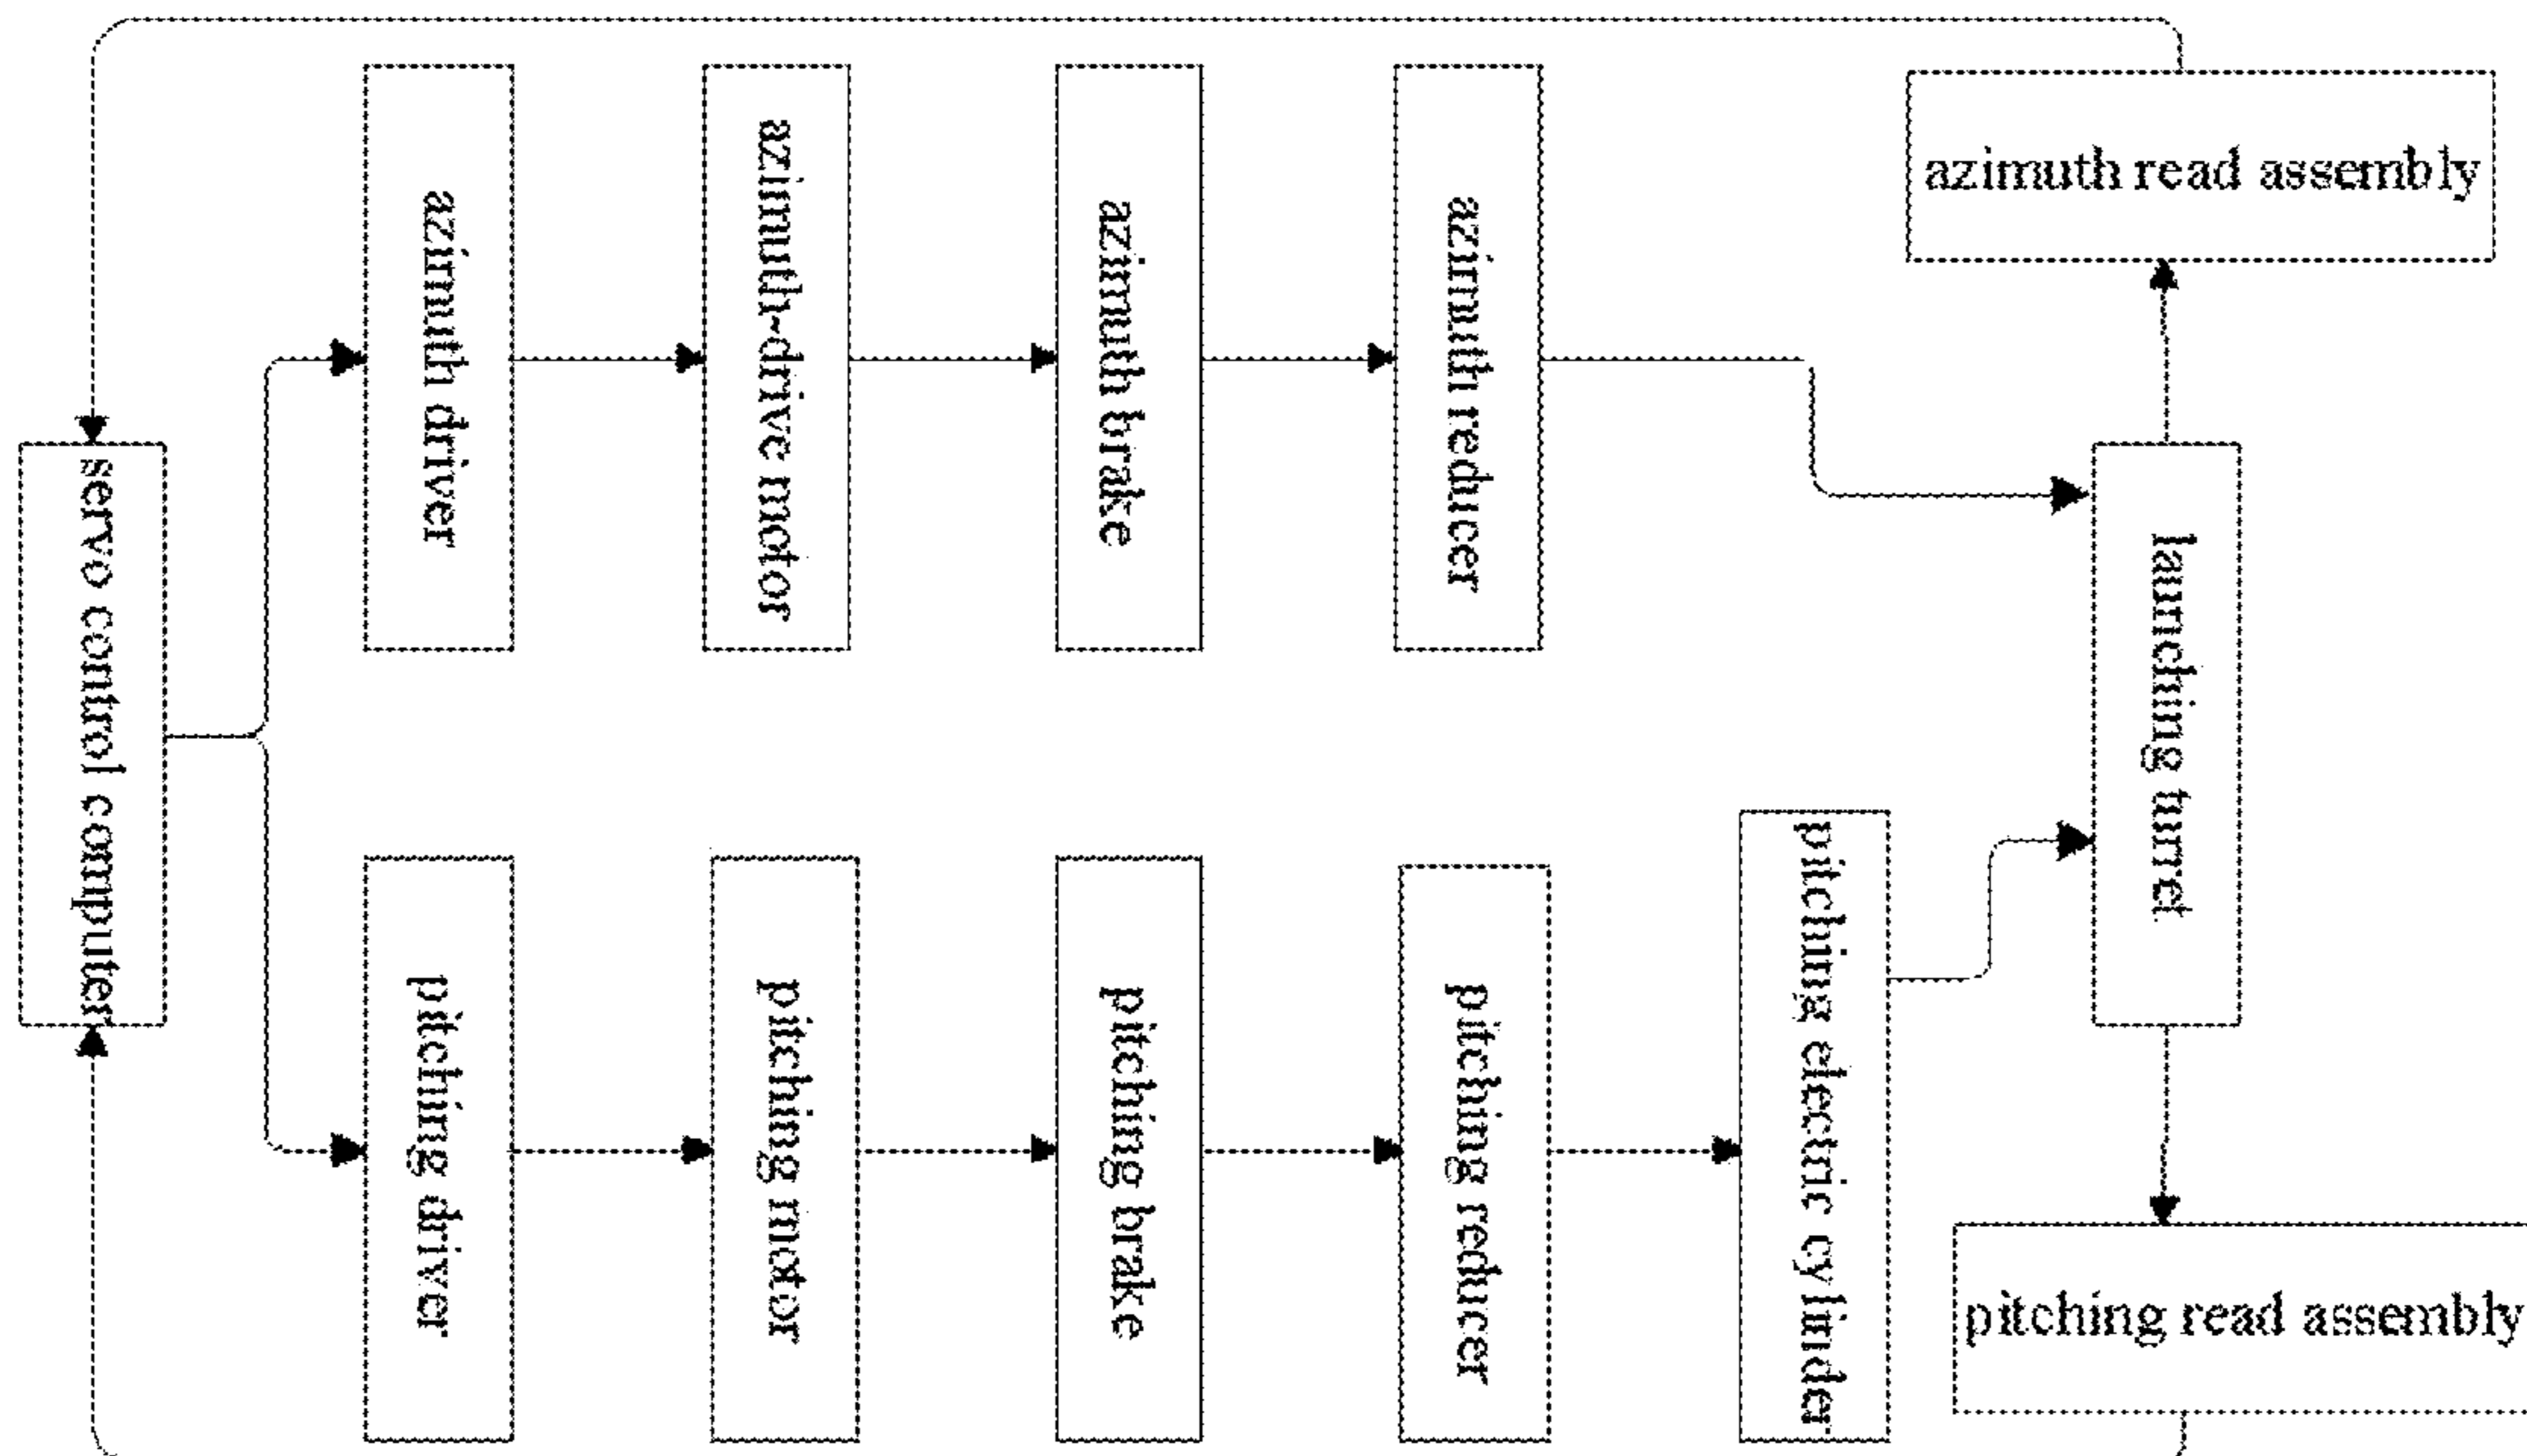 servo control computer
azimuth driver
azimuth-drive motor
azimuth brake
azimuth reducer
azimuth read assembly
launching turret
pitching driver
pitching motor
pitching brake
pitching reducer
pitching electric cylinder
pitching read assembly